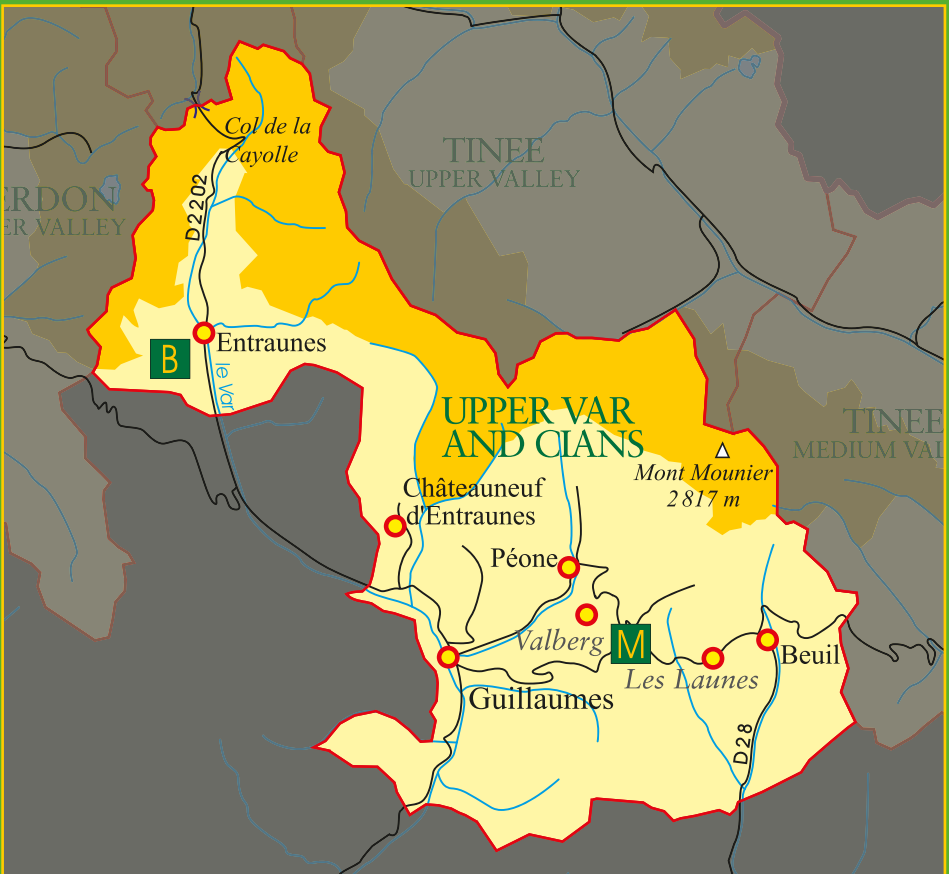 Col de la
Cayolle
TINEE
UPPER VALLEY
ERDON
ER VALLEY
D2202
Entraunes
B
le Var
UPPER VAR
AND CIANS
TINEE
MEDIUM VAL
Mont Mounier
2 817 m
Châteauneuf
d'Entraunes
Péone
Valberg
M
Beuil
Les Launes
Guillaumes
D28